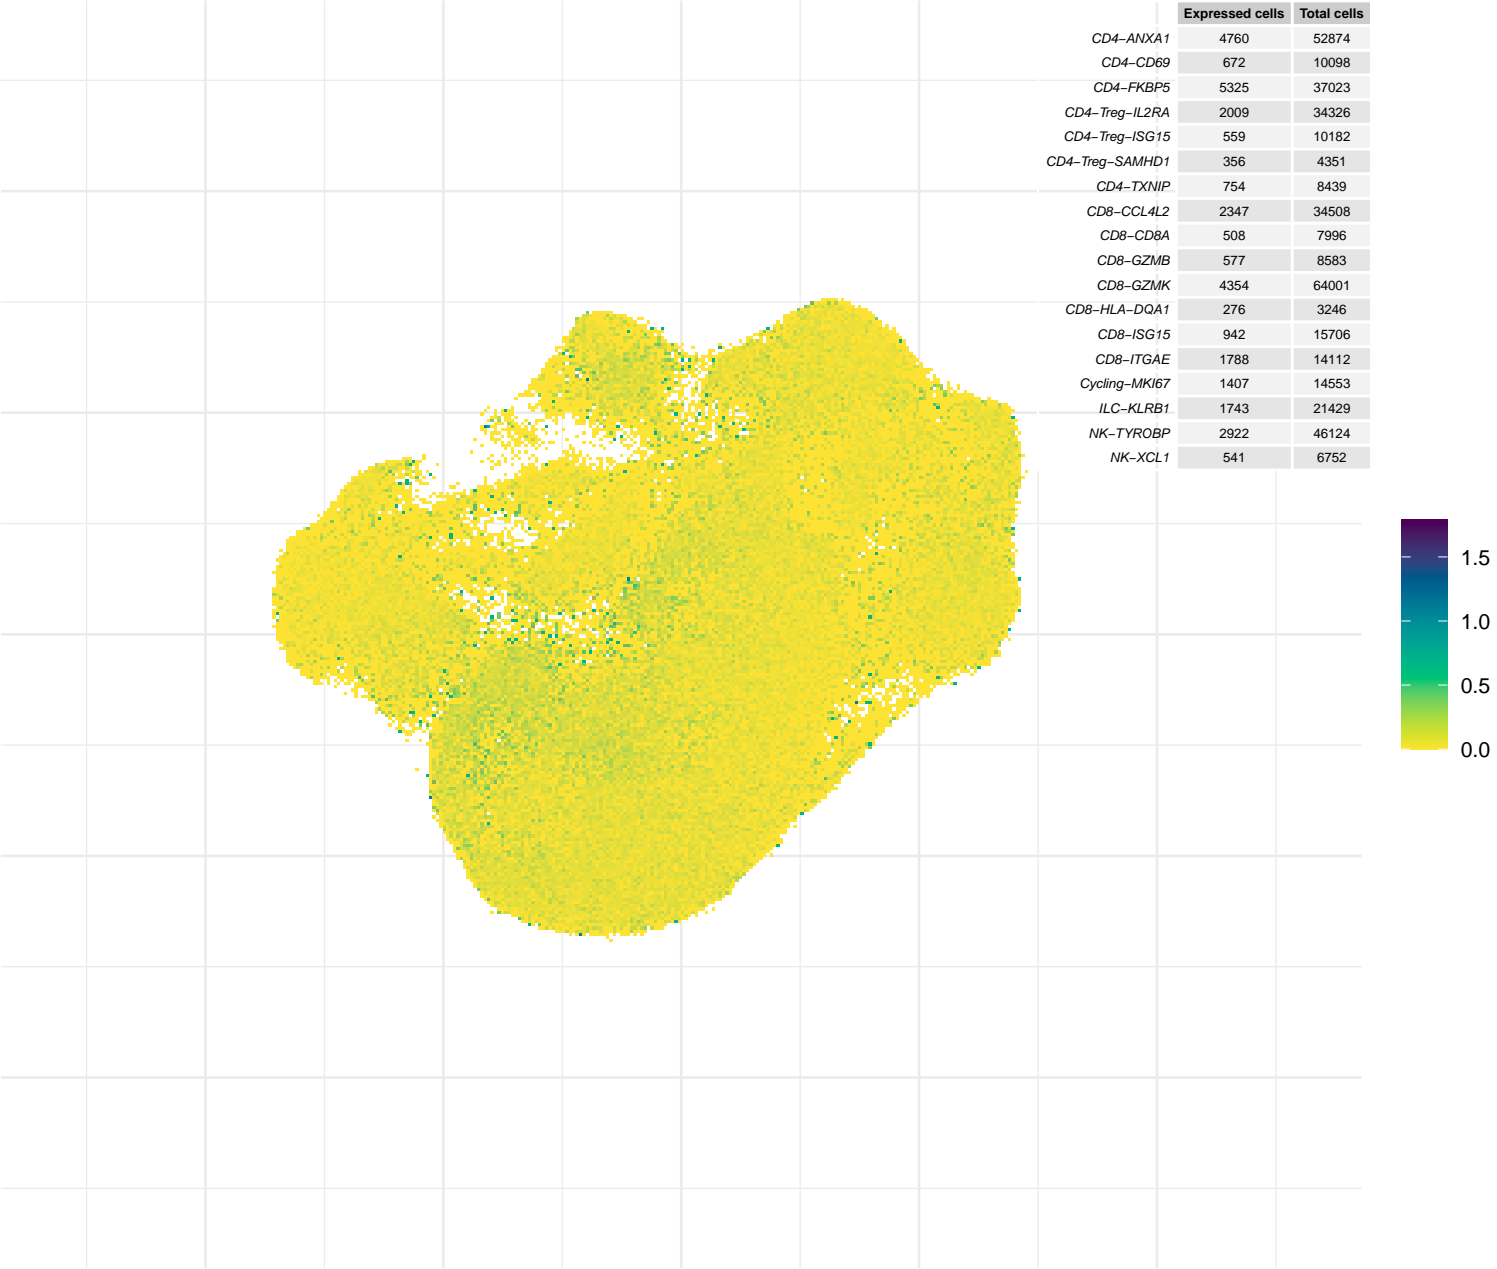 Expressed cells Total cells
CD4−ANXA1 4760 52874
CD4−CD69 672 10098
CD4−FKBP5 5325 37023
CD4−Treg−IL2RA 2009 34326
CD4−Treg−ISG15 559 10182
CD4−Treg−SAMHD1 356 4351
CD4−TXNIP 754 8439
CD8−CCL4L2 2347 34508
CD8−CD8A 508 7996
CD8−GZMB 577 8583
CD8−GZMK 4354 64001
CD8−HLA−DQA1 276 3246
CD8−ISG15 942 15706
CD8−ITGAE 1788 14112
Cycling−MKI67 1407 14553
ILC−KLRB1 1743 21429
NK−TYROBP 2922 46124
NK−XCL1 541 6752
1.5
1.0
0.5
0.0